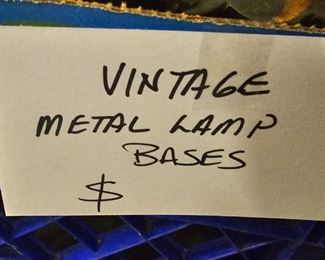 VINTAGE
METAL LAMP
BASES
$